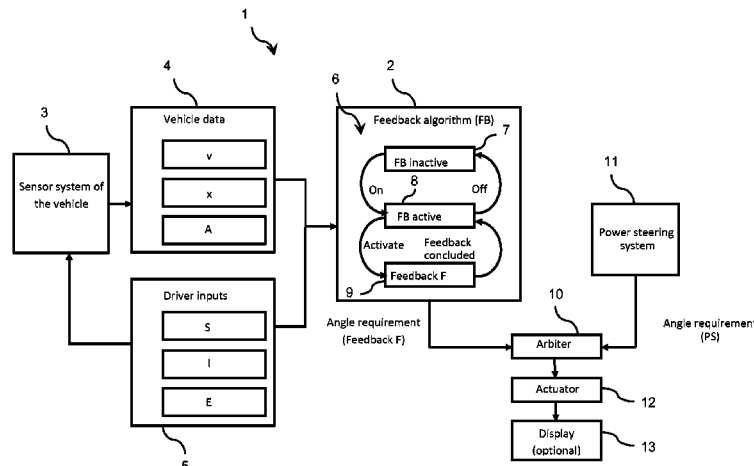 1
4
2
3
6
Vehicle data
v
x
A
Sensor system of
the vehicle
Feedback algorithm (FB)
7
FB inactive
On
8
Off
FB active
Activate
Feedback
concluded
Feedback F
9
11
Power steering
system
Driver inputs
S
I
E
5
Angle requirement
(Feedback F)
10
Arbiter
Angle requirement
(PS)
Actuator
12
Display
(optional)
13